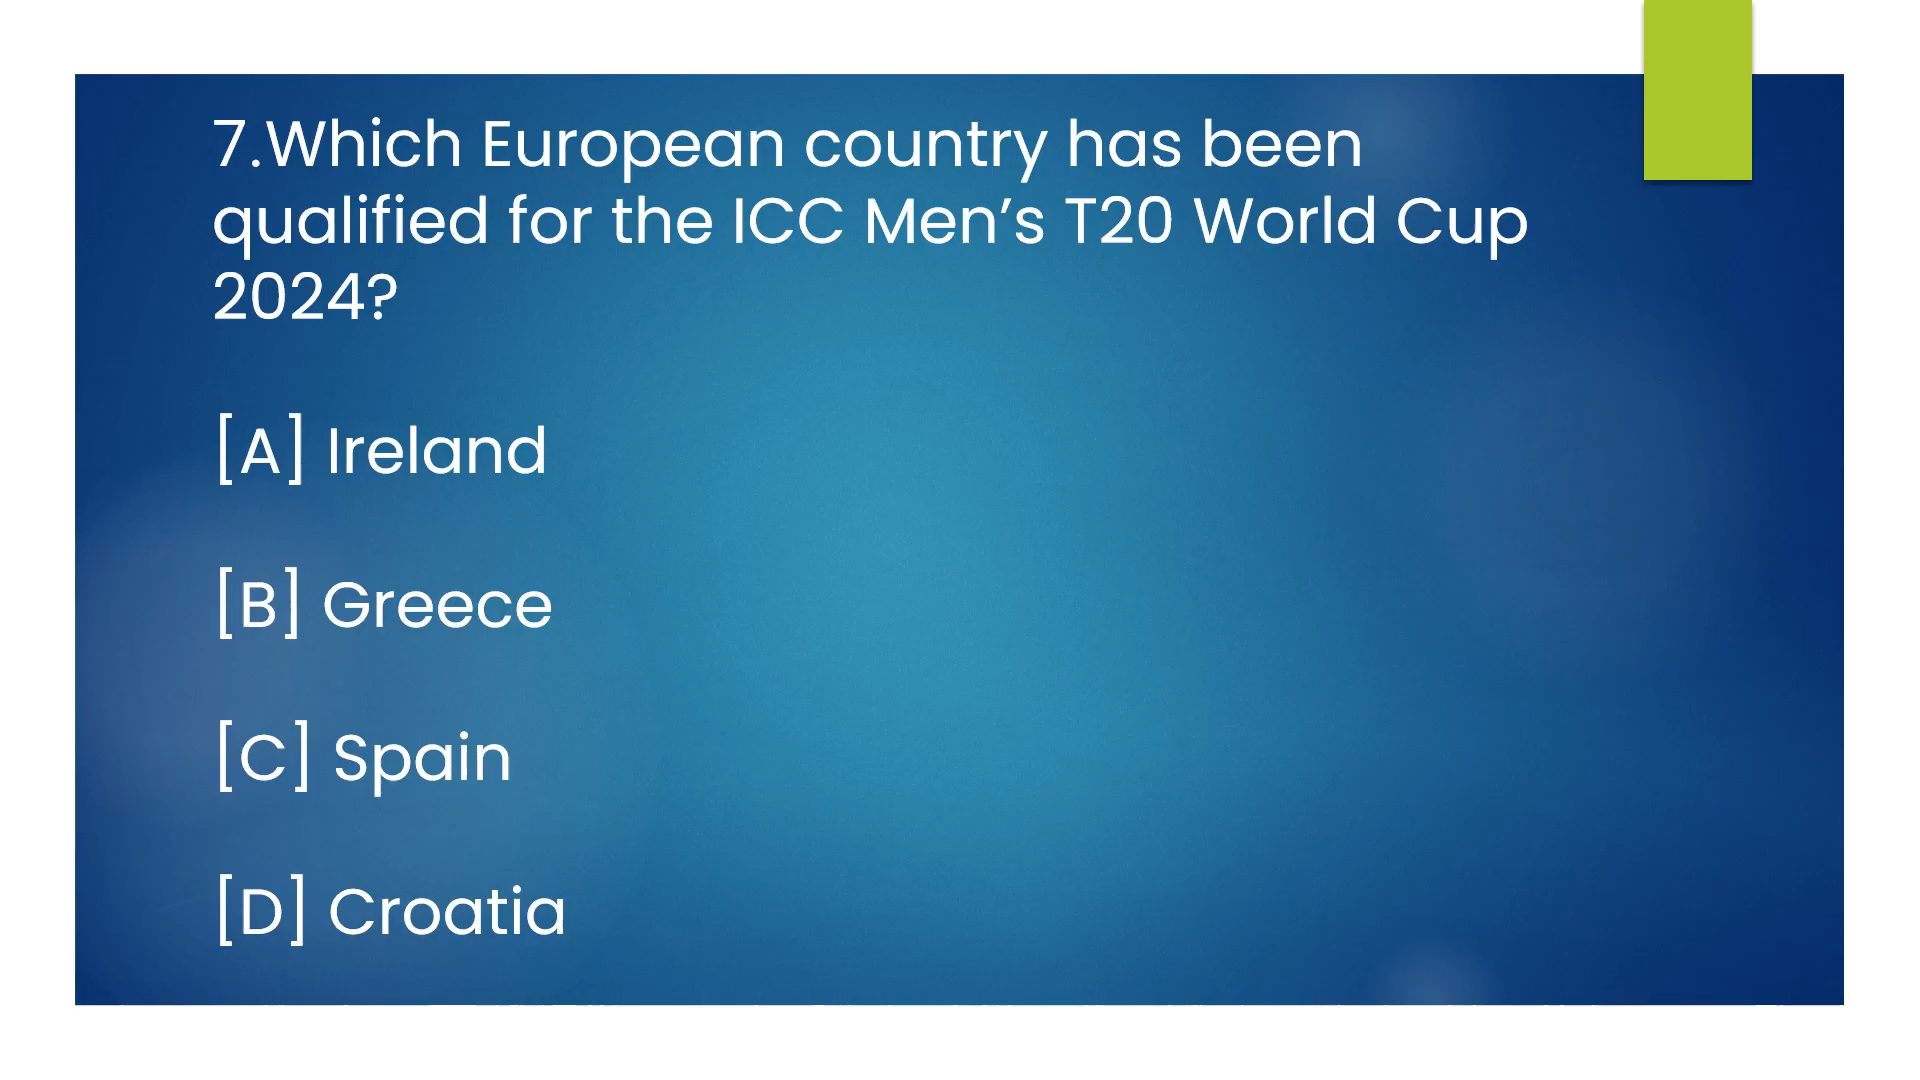 7.Which European country has been
qualified for the ICC Men’s T20 World Cup
2024?
[A] Ireland
[B] Greece
[C] Spain
[D] Croatia